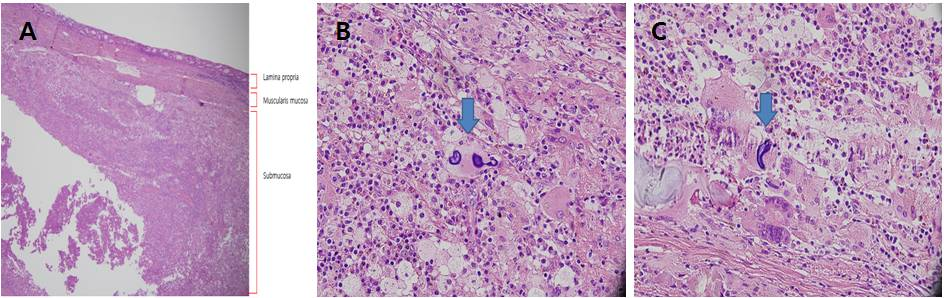 A
Lamina propria
Muscularis mucosa
Submucosa
B
C